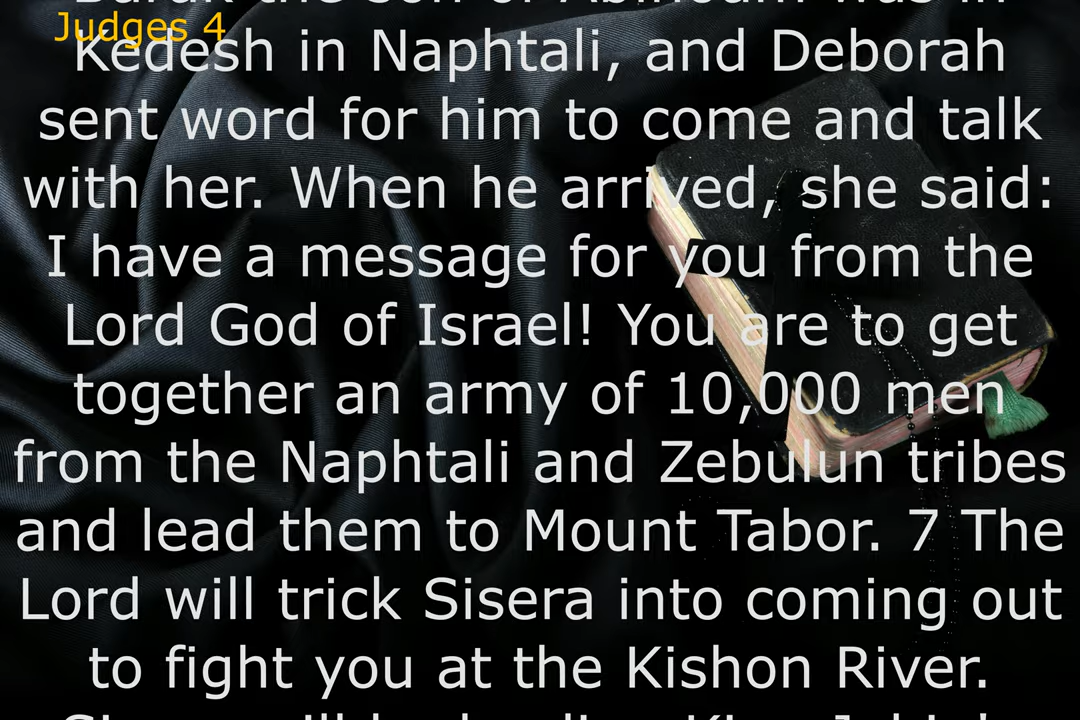 Judges 4
Barak the son of Abinoam was in
Kedesh in Naphtali, and Deborah
sent word for him to come and talk
with her. When he arrived, she said:
I have a message for you from the
Lord God of Israel! You are to get
together an army of 10,000 men
from the Naphtali and Zebulun tribes
and lead them to Mount Tabor. 7 The
Lord will trick Sisera into coming out
to fight you at the Kishon River.